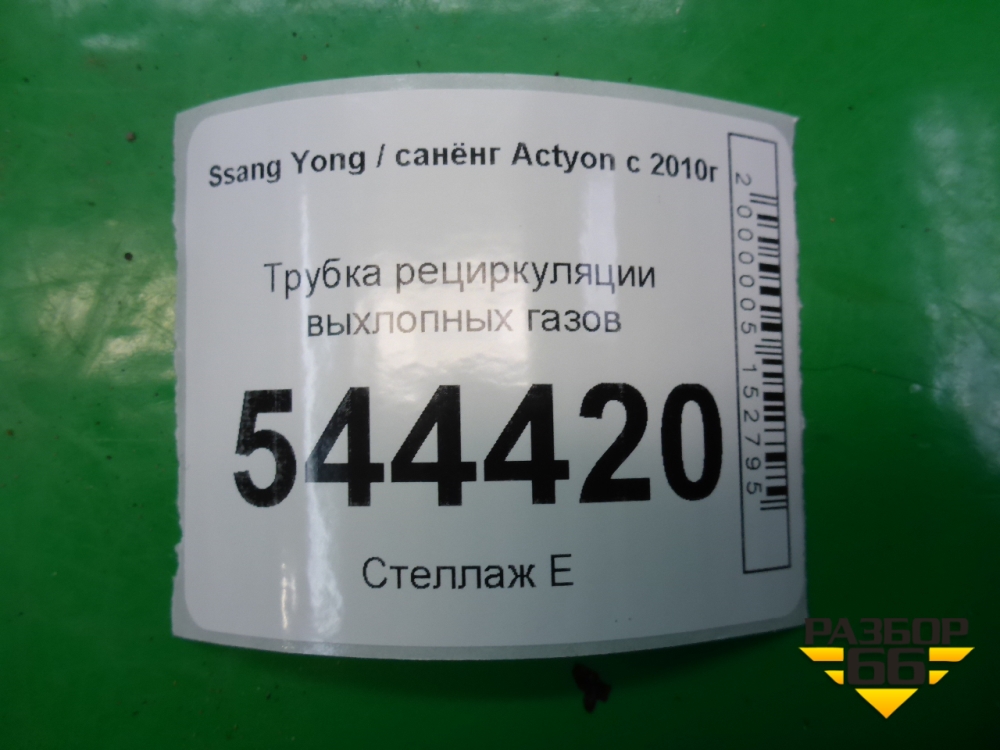 Ssang Yong / санёнг Actyon с 2010г
Трубка рециркуляции
выхлопных газов
544420
Стеллаж Е
2000005152795
РАЗБОР
66